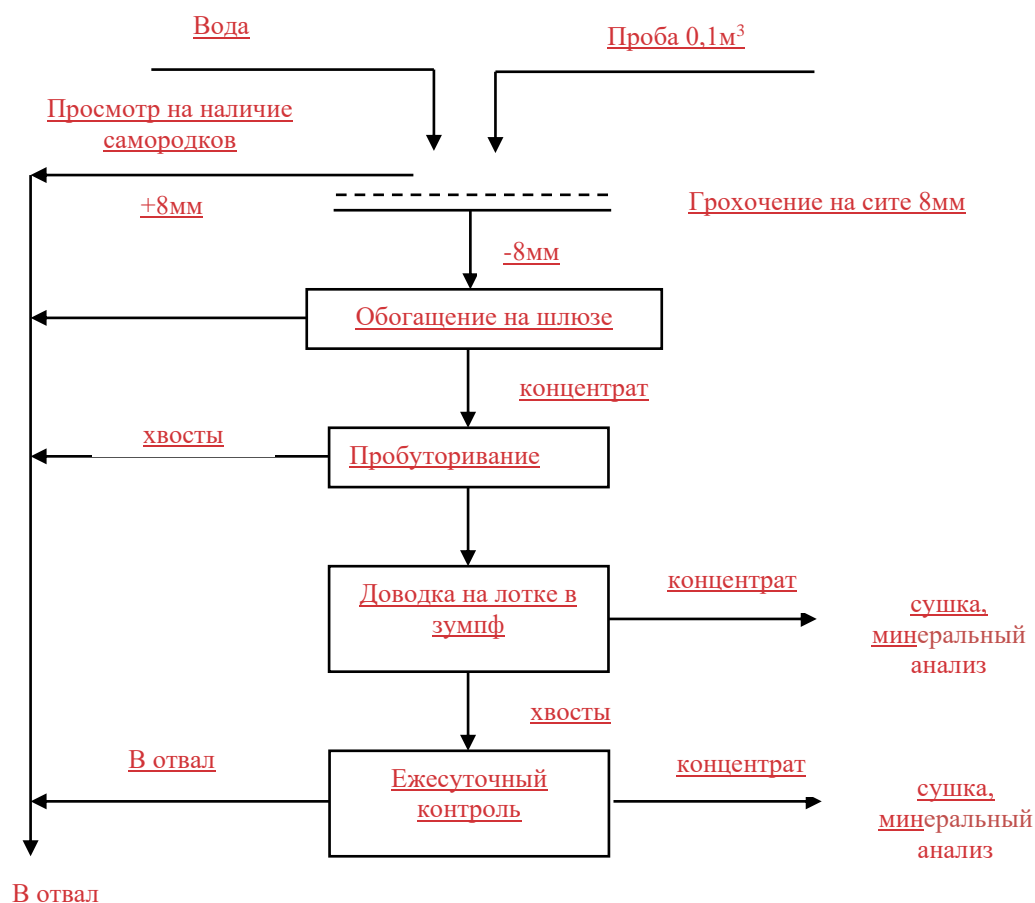 Вода
Проба 0,1м³
Просмотр на наличие
самородков
+8мм
Грохочение на сите 8мм
-8мм
Обогащение на шлюзе
концентрат
хвосты
Пробуторивание
Доводка на лотке в
зумпф
концентрат
сушка,
минеральный
анализ
хвосты
В отвал
Ежесуточный
контроль
концентрат
сушка,
минеральный
анализ
В отвал